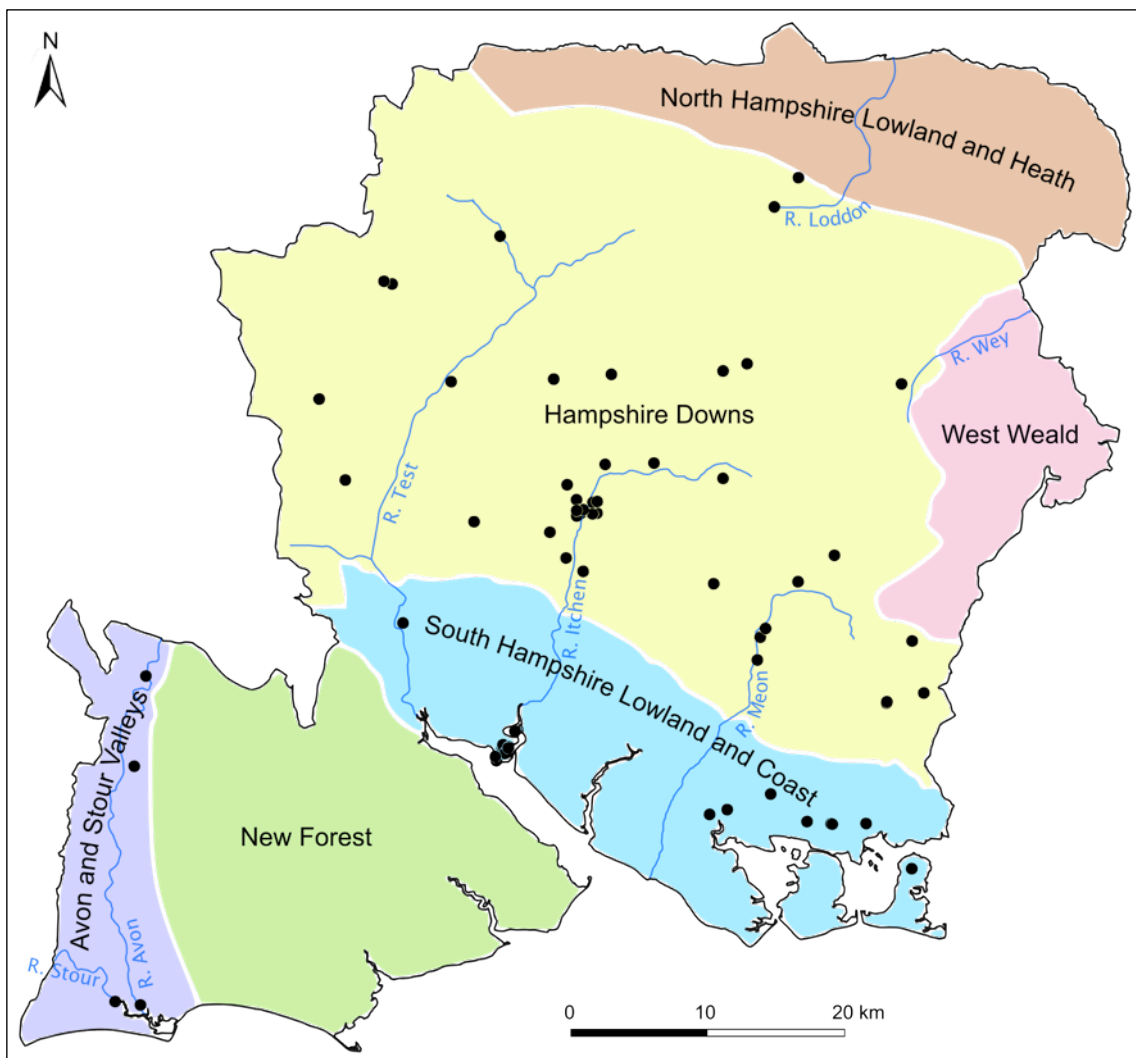 N
North Hampshire Lowland and Heath
R. Loddon
R. Wey
Hampshire Downs
West Weald
R. Test
R. Itchen
South Hampshire Lowland and Coast
R. Meon
Avon and Stour Valleys
New Forest
R. Avon
R. Stour
0 10 20 km